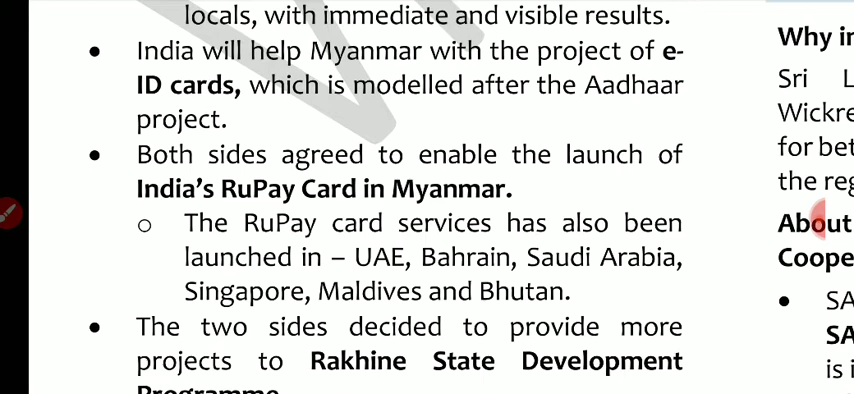 locals, with immediate and visible results.
• India will help Myanmar with the project of e-
ID cards, which is modelled after the Aadhaar
project.
• Both sides agreed to enable the launch of
India's RuPay Card in Myanmar.
o The RuPay card services has also been
launched in – UAE, Bahrain, Saudi Arabia,
Singapore, Maldives and Bhutan.
• The two sides decided to provide more
projects to Rakhine State Development
Programme
Why in
Sri L
Wickre
for bet
the reg
About
Coope
• SA
SA
is i